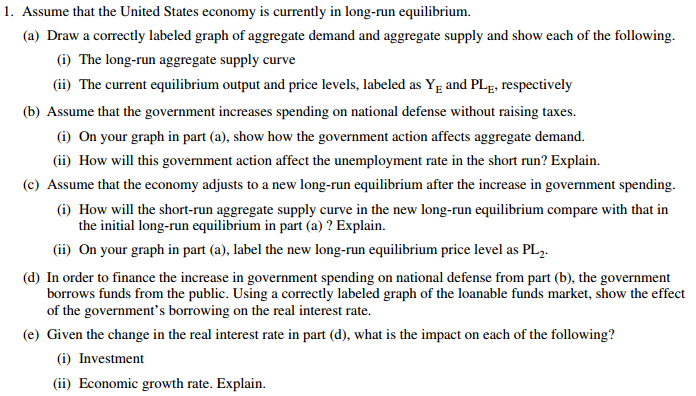 1. Assume that the United States economy is currently in long-run equilibrium.
(a) Draw a correctly labeled graph of aggregate demand and aggregate supply and show each of the following.
(i) The long-run aggregate supply curve
(ii) The current equilibrium output and price levels, labeled as Y_E and PL_E, respectively
(b) Assume that the government increases spending on national defense without raising taxes.
(i) On your graph in part (a), show how the government action affects aggregate demand.
(ii) How will this government action affect the unemployment rate in the short run? Explain.
(c) Assume that the economy adjusts to a new long-run equilibrium after the increase in government spending.
(i) How will the short-run aggregate supply curve in the new long-run equilibrium compare with that in
the initial long-run equilibrium in part (a) ? Explain.
(ii) On your graph in part (a), label the new long-run equilibrium price level as PL₂.
(d) In order to finance the increase in government spending on national defense from part (b), the government
borrows funds from the public. Using a correctly labeled graph of the loanable funds market, show the effect
of the government's borrowing on the real interest rate.
(e) Given the change in the real interest rate in part (d), what is the impact on each of the following?
(i) Investment
(ii) Economic growth rate. Explain.